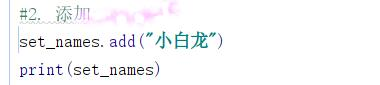 #2. 添加
set_names.add("小白龙")
print(set_names)